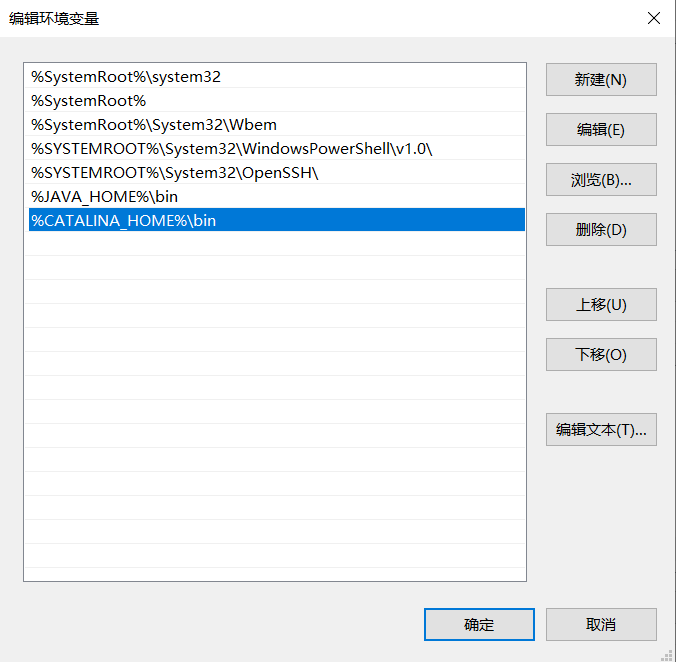 编辑环境变量
%SystemRoot%\system32
%SystemRoot%
%SystemRoot%\System32\Wbem
%SYSTEMROOT%\System32\WindowsPowerShell\v1.0\
%SYSTEMROOT%\System32\OpenSSH\
%JAVA_HOME%\bin
%CATALINA_HOME%\bin
新建(N)
编辑(E)
浏览(B)...
删除(D)
上移(U)
下移(O)
编辑文本(T)...
确定
取消